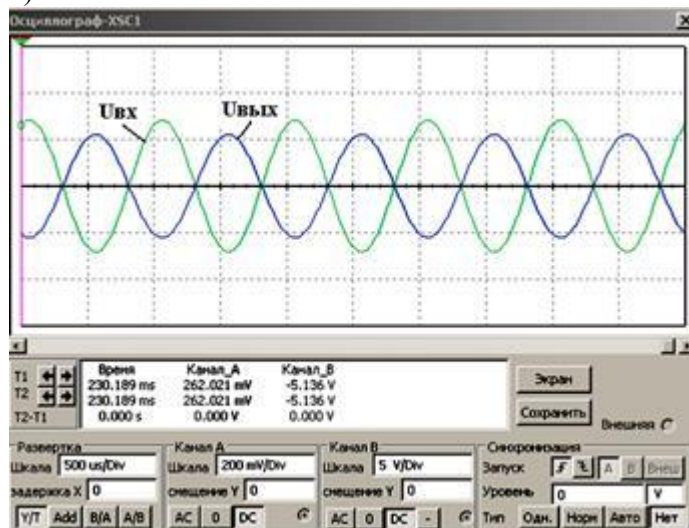 Осциллограф-XSC1
Uвх Uвых
Время Канал_А Канал_В
T1 230.189 ms 262.021 mV -5.136 V
T2 230.189 ms 262.021 mV -5.136 V
T2-T1 0.000 s 0.000 V 0.000 V
Экран
Сохранить
Внешняя
Развертка
Шкала 500 us/Div
задержка X 0
Y/T Add B/A A/B
Канал А
Шкала 200 mV/Div
смещение Y 0
AC 0 DC
Канал В
Шкала 5 V/Div
смещение Y 0
AC 0 DC -
Синхронизация
Запуск A B Внеш
Уровень 0 V
Тип Одн. Норм Авто Нет